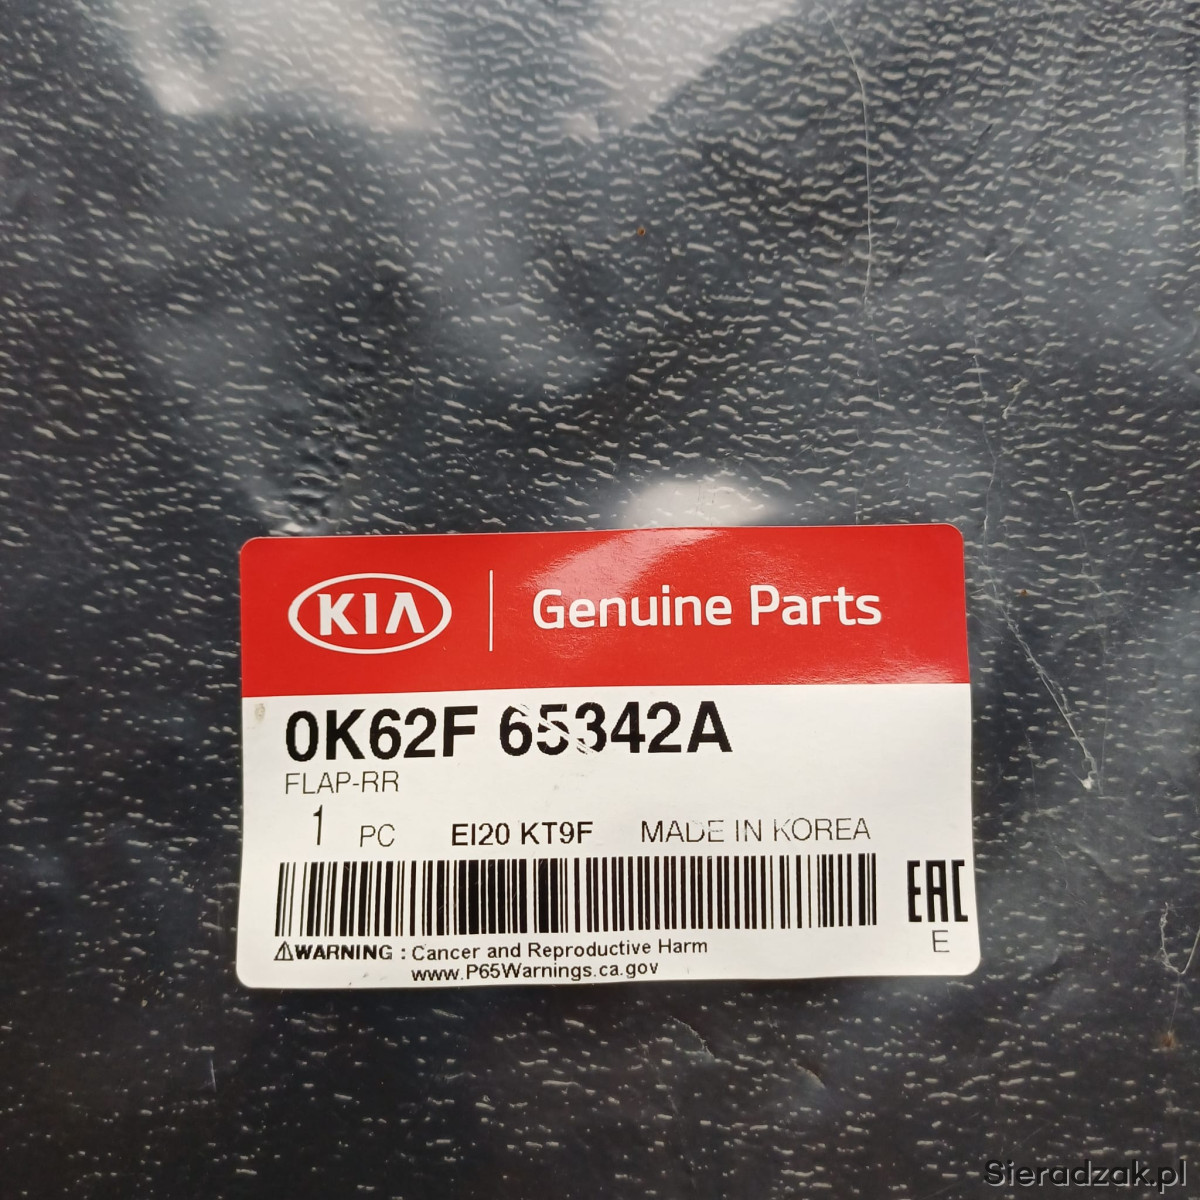 KIA Genuine Parts
0K62F 65342A
FLAP-RR
1 PC EI20 KT9F MADE IN KOREA
EAC
E
⚠WARNING : Cancer and Reproductive Harm
www.P65Warnings.ca.gov
Sieradzak.pl